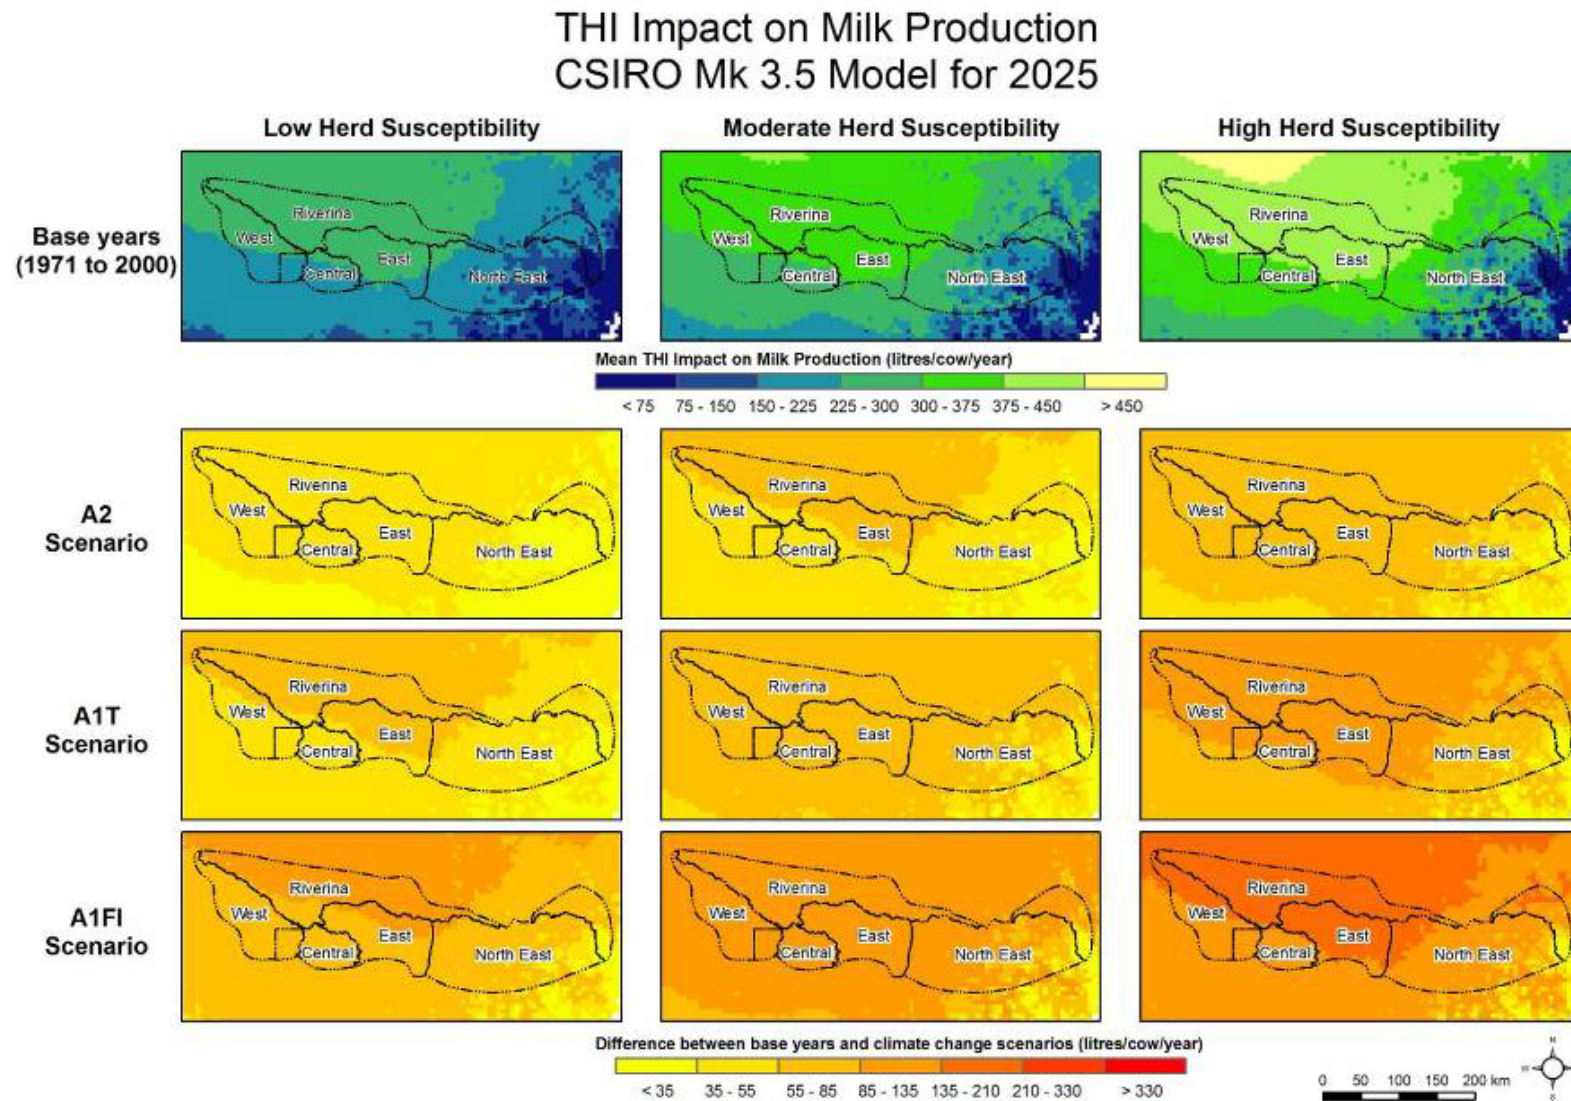 THI Impact on Milk Production
CSIRO Mk 3.5 Model for 2025
Low Herd Susceptibility
Moderate Herd Susceptibility
High Herd Susceptibility
Base years
(1971 to 2000)
Riverina
West
East
Central
North East
Riverina
West
East
Central
North East
Riverina
West
East
Central
North East
Mean THI Impact on Milk Production (litres/cow/year)
< 75 75 - 150 150 - 225 225 - 300 300 - 375 375 - 450 > 450
A2
Scenario
Riverina
West
East
Central
North East
Riverina
West
East
Central
North East
Riverina
West
East
Central
North East
A1T
Scenario
Riverina
West
East
Central
North East
Riverina
West
East
Central
North East
Riverina
West
East
Central
North East
A1FI
Scenario
Riverina
West
East
Central
North East
Riverina
West
East
Central
North East
Riverina
West
East
Central
North East
Difference between base years and climate change scenarios (litres/cow/year)
< 35 35 - 55 55 - 85 85 - 135 135 - 210 210 - 330 > 330
0 50 100 150 200 km
N
W
S